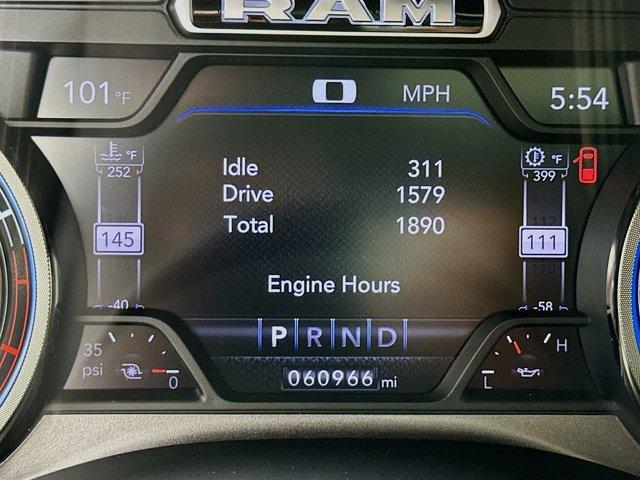 RAM
101°F
0 MPH
5:54
°F
252
145
-40
Idle 311
Drive 1579
Total 1890
Engine Hours
°F
399
111
-58
P R N D
35
psi
0
060966 mi
L H